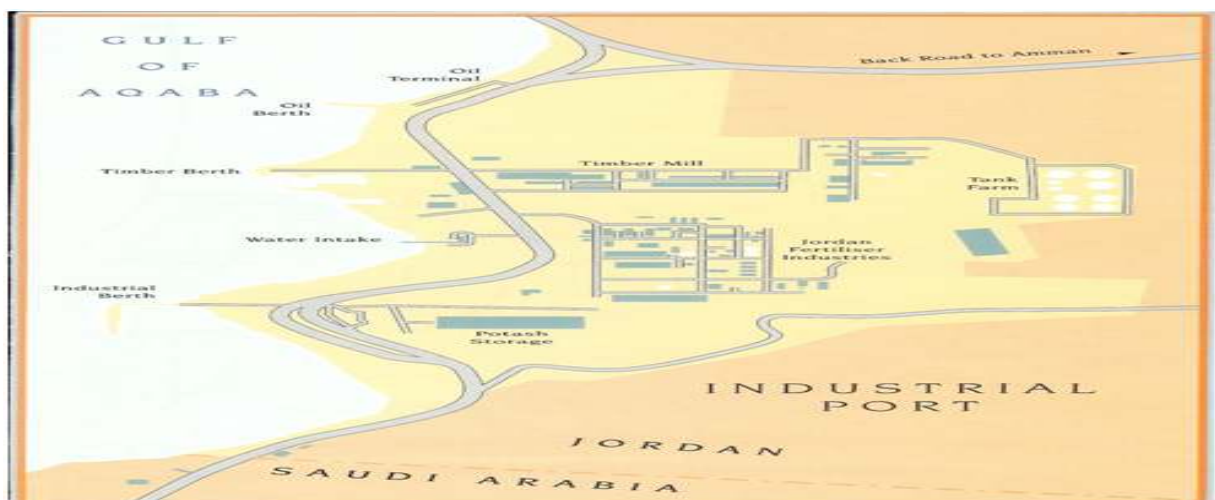 GULF
OF
AQABA
Back Road to Amman
Oil
Terminal
Oil
Berth
Timber Berth
Timber Mill
Tank
Farm
Water Intake
Jordan
Fertiliser
Industries
Industrial
Berth
Potash
Storage
INDUSTRIAL
PORT
JORDAN
SAUDI ARABIA